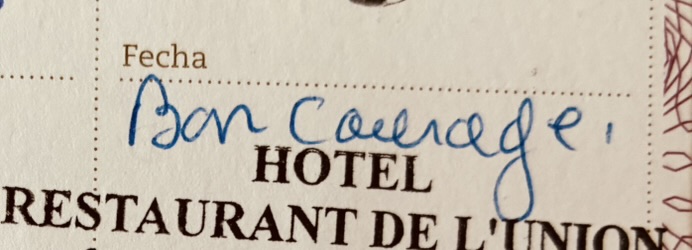 Fecha
Bon Courage.
HOTEL
RESTAURANT DE L'UNION